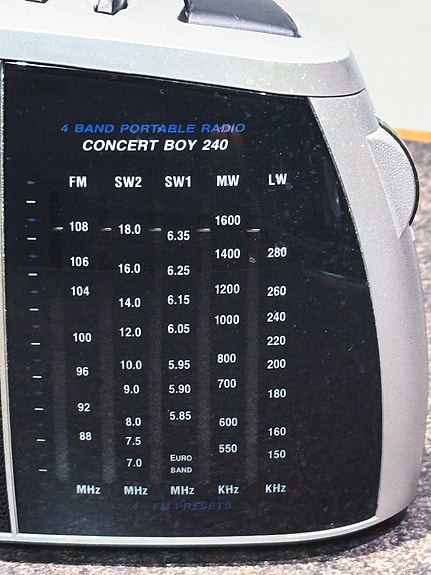 4 BAND PORTABLE RADIO
CONCERT BOY 240
FM SW2 SW1 MW LW
108 18.0 6.35 1600
106 16.0 6.25 1400 280
104 14.0 6.15 1200 260
100 12.0 6.05 1000 240
220
96 10.0 5.95 800 200
92 9.0 5.90 700 180
88 8.0 5.85 600 160
7.5 EURO 550 150
7.0 BAND
MHz MHz MHz KHz KHz
4 - FM PRESETS